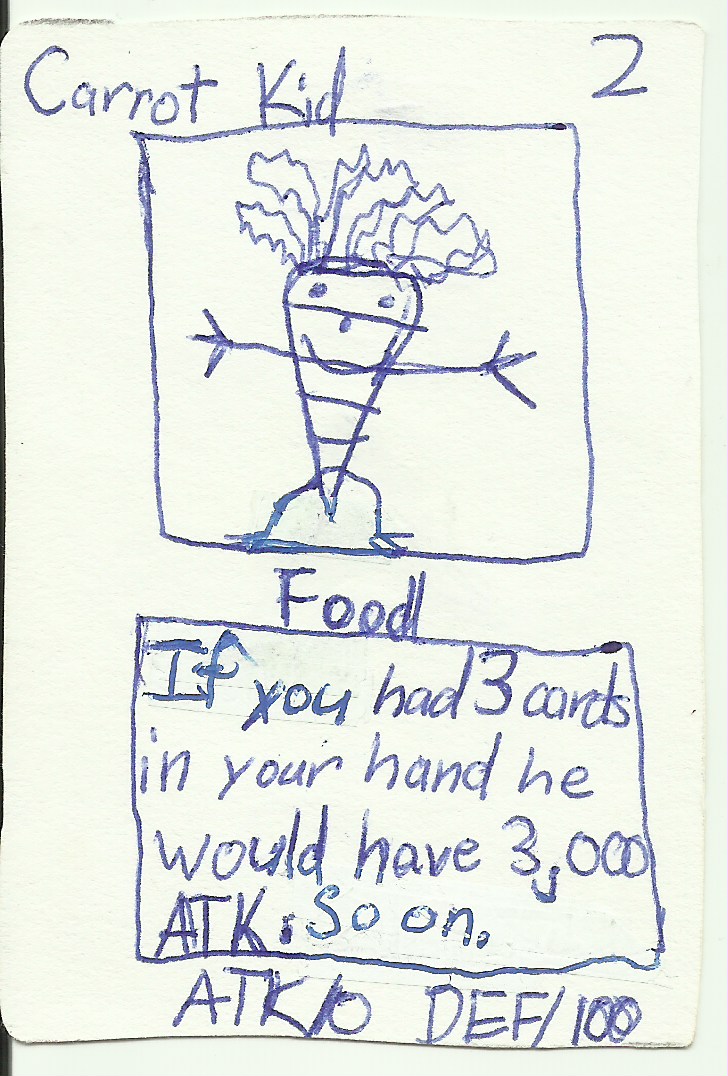 Carrot Kid 2
Food
If you had 3 cards
in your hand he
would have 3,000
ATK. So on.
ATK/0 DEF/100